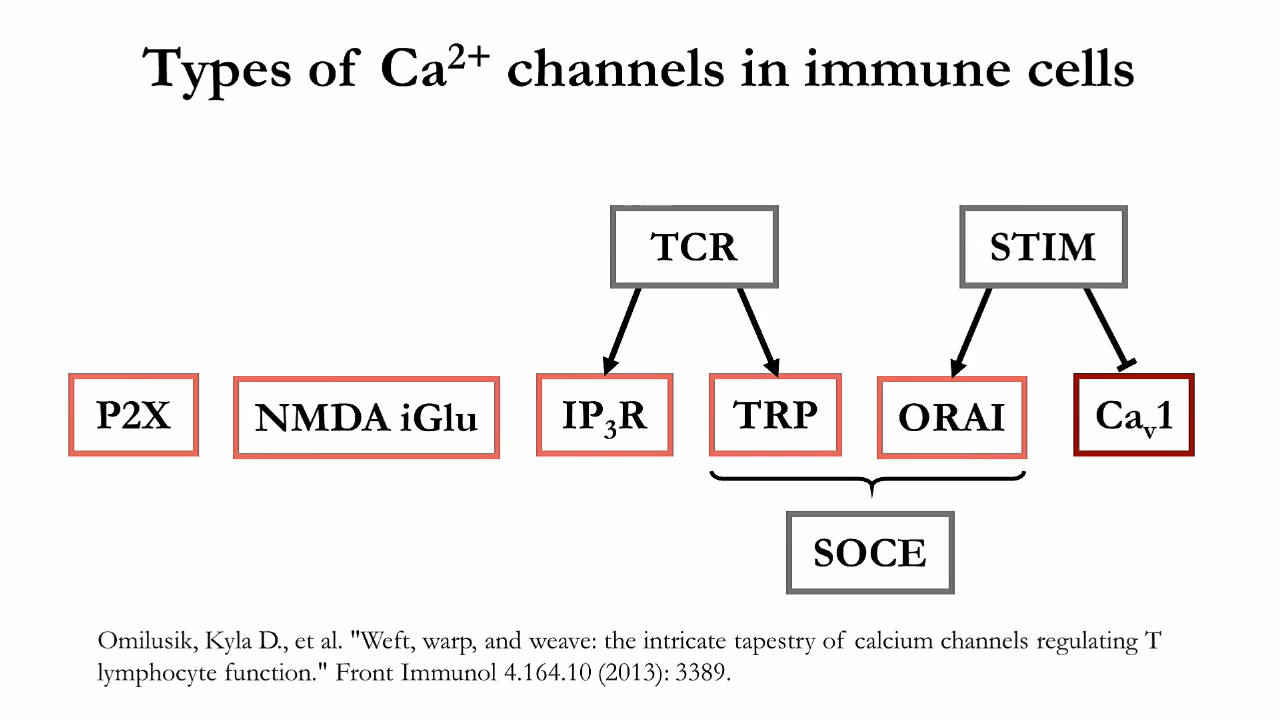 Types of Ca²⁺ channels in immune cells
TCR
STIM
P2X
NMDA iGlu
IP₃R
TRP
ORAI
Caᵥ1
SOCE
Omilusik, Kyla D., et al. "Weft, warp, and weave: the intricate tapestry of calcium channels regulating T
lymphocyte function." Front Immunol 4.164.10 (2013): 3389.